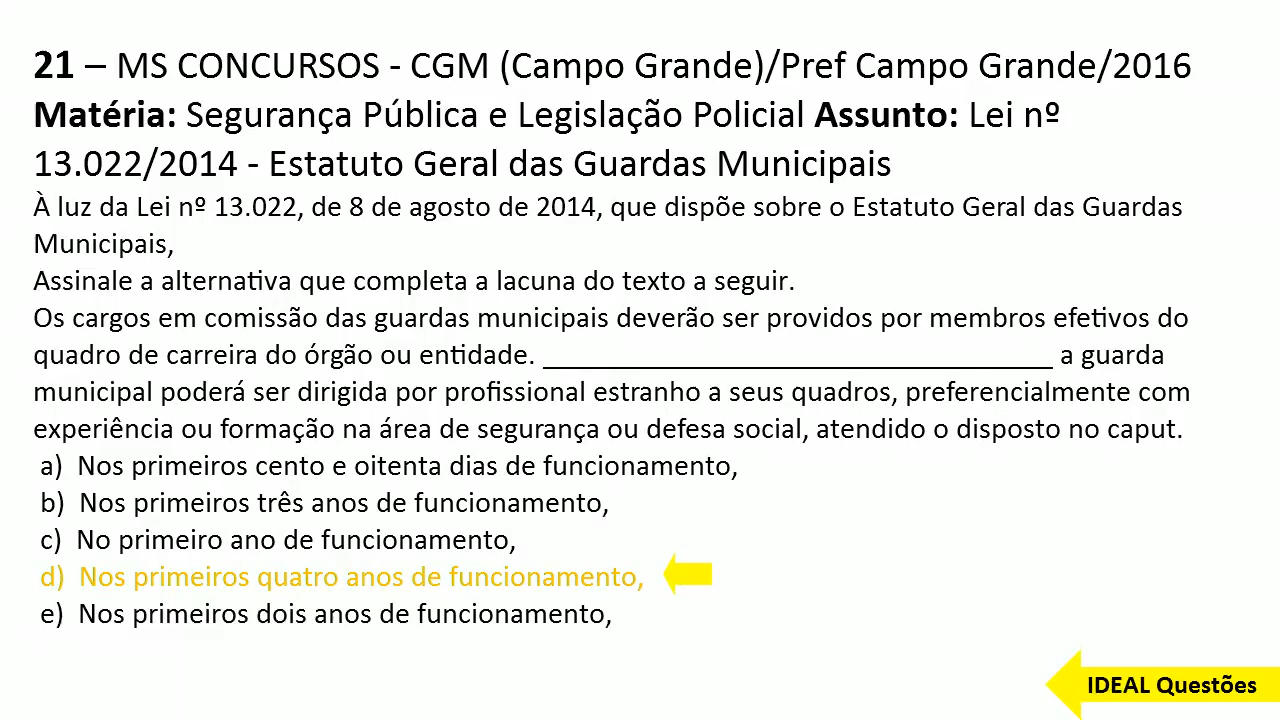 21 – MS CONCURSOS - CGM (Campo Grande)/Pref Campo Grande/2016
Matéria: Segurança Pública e Legislação Policial Assunto: Lei nº
13.022/2014 - Estatuto Geral das Guardas Municipais
À luz da Lei nº 13.022, de 8 de agosto de 2014, que dispõe sobre o Estatuto Geral das Guardas
Municipais,
Assinale a alternativa que completa a lacuna do texto a seguir.
Os cargos em comissão das guardas municipais deverão ser providos por membros efetivos do
quadro de carreira do órgão ou entidade. ___________________________________ a guarda
municipal poderá ser dirigida por profissional estranho a seus quadros, preferencialmente com
experiência ou formação na área de segurança ou defesa social, atendido o disposto no caput.
a) Nos primeiros cento e oitenta dias de funcionamento,
b) Nos primeiros três anos de funcionamento,
c) No primeiro ano de funcionamento,
d) Nos primeiros quatro anos de funcionamento,
e) Nos primeiros dois anos de funcionamento,
IDEAL Questões